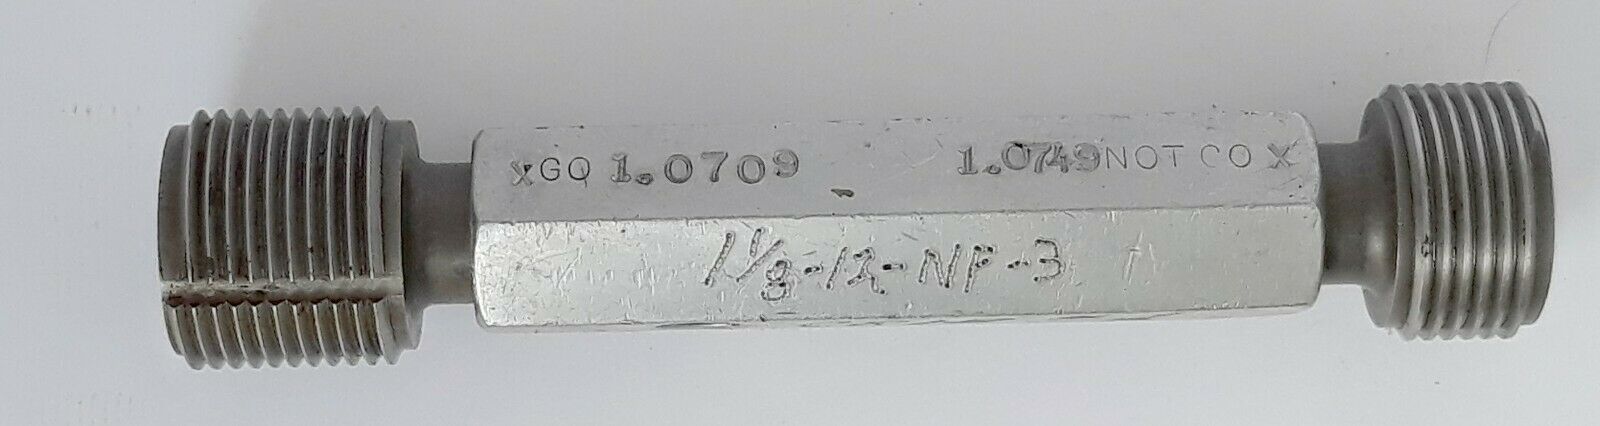 X GO 1.0709 1.0749 NOT GO X
1 1/8-12-NF-3